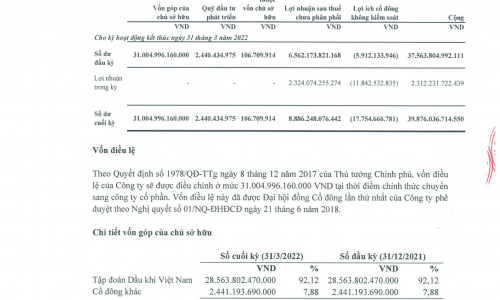 Vốn góp của Quỹ đầu tư được Lợi nhuận sau thuế Lợi ích cổ đông
chủ sở hữu phát triển vốn chủ sở hữu chưa phân phối không kiểm soát Cộng
VND VND VND VND VND VND
Cho kỳ hoạt động kết thúc ngày 31 tháng 3 năm 2022
Số dư đầu kỳ 31.004.996.160.000 2.440.434.975 106.709.914 6.562.173.821.168 (5.912.133.946) 37.563.804.992.111
Lợi nhuận trong kỳ - - - 2.324.074.255.274 (11.842.532.835) 2.312.231.722.439
Số dư cuối kỳ 31.004.996.160.000 2.440.434.975 106.709.914 8.886.248.076.442 (17.754.666.781) 39.876.036.714.550
Vốn điều lệ
Theo Quyết định số 1978/QĐ-TTg ngày 8 tháng 12 năm 2017 của Thủ tướng Chính phủ, vốn điều
lệ của Công ty sẽ được điều chỉnh ở mức 31.004.996.160.000 VND tại thời điểm chính thức chuyển
sang công ty cổ phần. Vốn điều lệ này đã được Đại hội đồng Cổ đông lần thứ nhất của Công ty phê
duyệt theo Nghị quyết số 01/NQ-ĐHĐCĐ ngày 21 tháng 6 năm 2018.
Chi tiết vốn góp của chủ sở hữu
Số cuối kỳ (31/3/2022) Số đầu kỳ (31/12/2021)
VND % VND %
Tập đoàn Dầu khí Việt Nam 28.563.802.470.000 92,12 28.563.802.470.000 92,12
Cổ đông khác 2.441.193.690.000 7,88 2.441.193.690.000 7,88